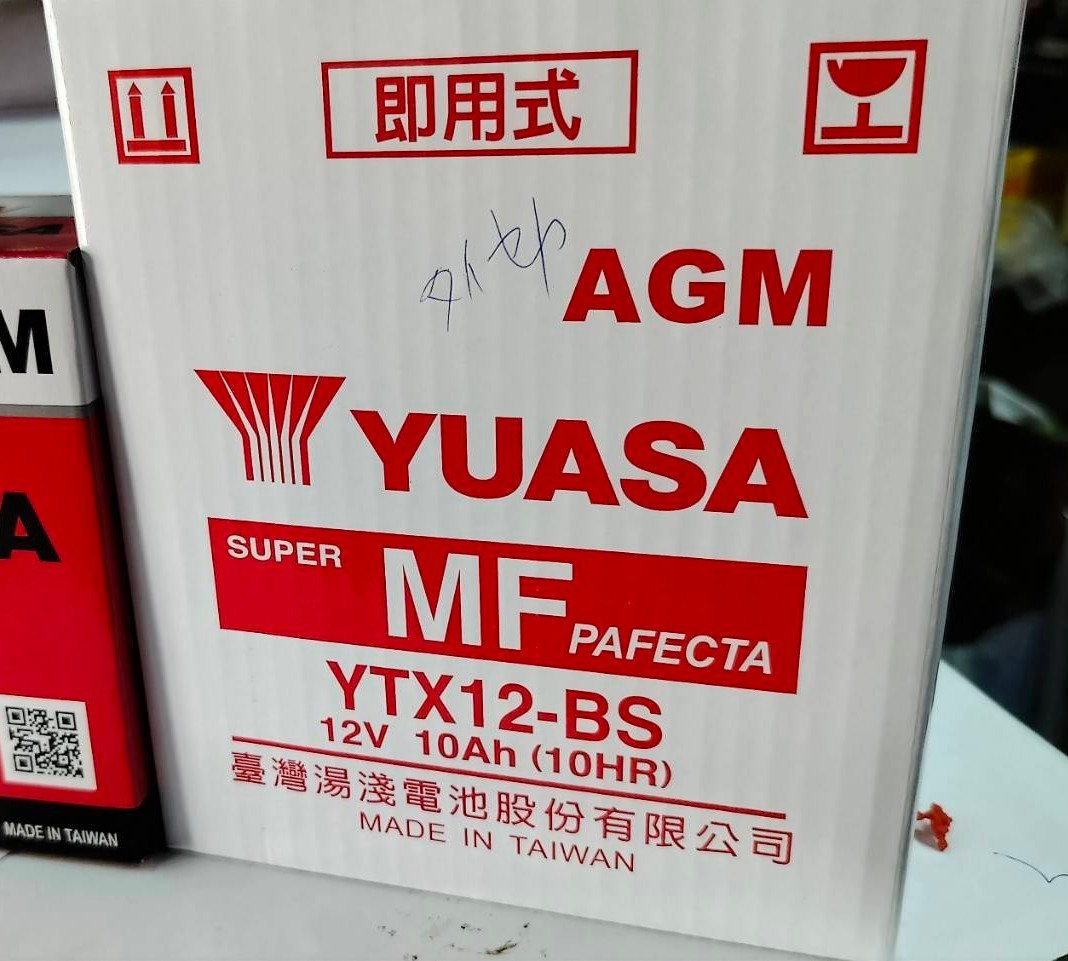 即用式
AGM
YUASA
SUPER MF PAFECTA
YTX12-BS
12V 10Ah (10HR)
臺灣湯淺電池股份有限公司
MADE IN TAIWAN
M
A
MADE IN TAIWAN